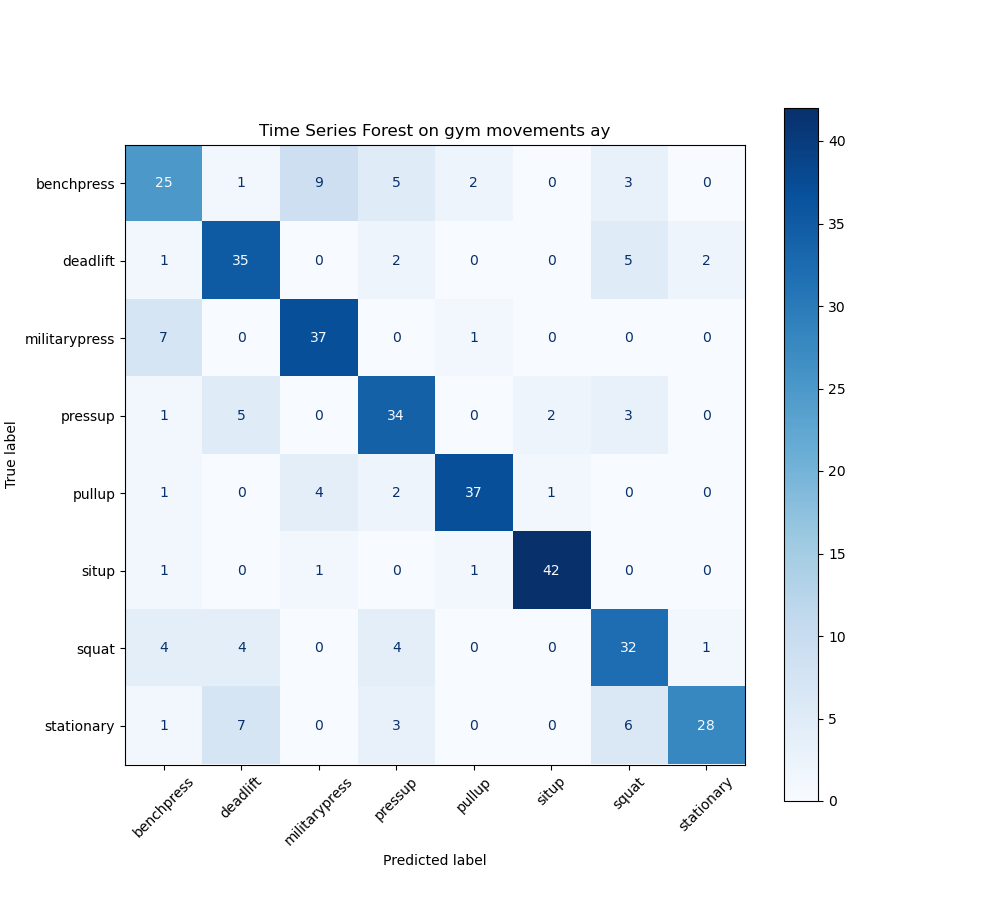 Time Series Forest on gym movements ay
True label
benchpress 25 1 9 5 2 0 3 0
deadlift 1 35 0 2 0 0 5 2
militarypress 7 0 37 0 1 0 0 0
pressup 1 5 0 34 0 2 3 0
pullup 1 0 4 2 37 1 0 0
situp 1 0 1 0 1 42 0 0
squat 4 4 0 4 0 0 32 1
stationary 1 7 0 3 0 0 6 28
benchpress deadlift militarypress pressup pullup situp squat stationary
Predicted label
40
35
30
25
20
15
10
5
0